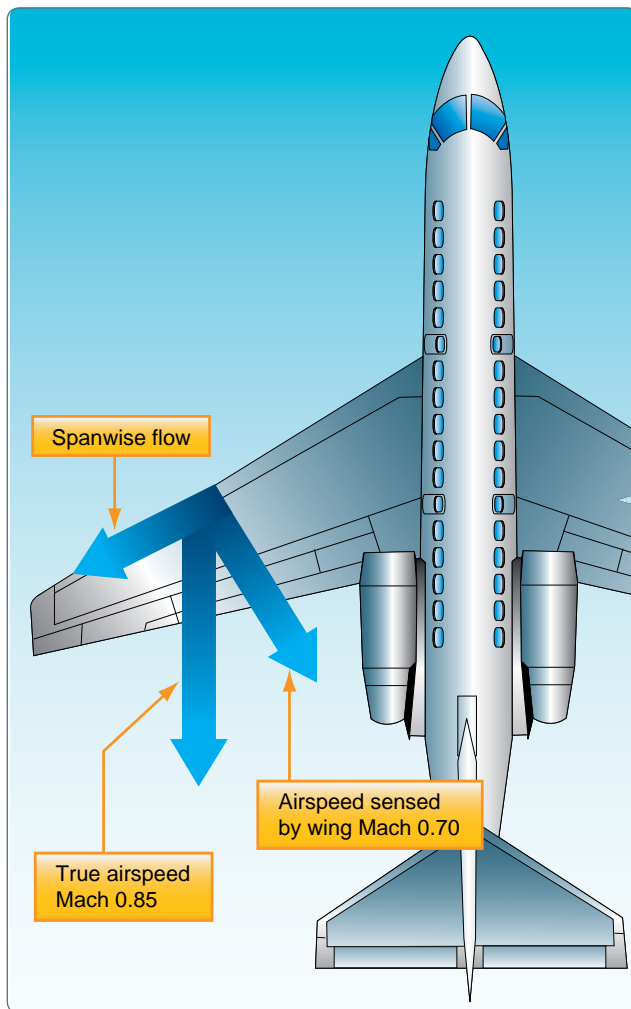 Spanwise flow
Airspeed sensed
by wing Mach 0.70
True airspeed
Mach 0.85